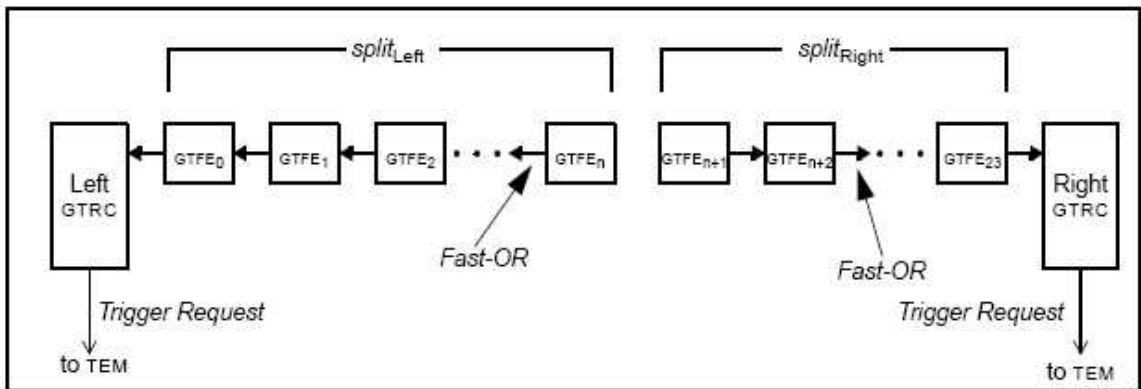 splitLeft
splitRight
Left
GTRC
GTFE0
GTFE1
GTFE2
GTFEn
GTFEn+1
GTFEn+2
GTFE23
Right
GTRC
Fast-OR
Fast-OR
Trigger Request
Trigger Request
to TEM
to TEM